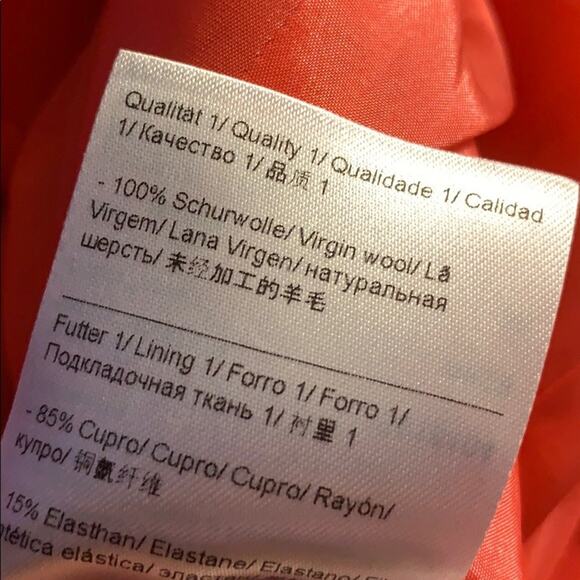 Qualität 1/ Quality 1/ Qualidade 1/ Calidad
1/ Качество 1/ 品质 1
- 100% Schurwolle/ Virgin wool/ Lã
Virgem/ Lana Virgen/ натуральная
шерсть/ 未经加工的羊毛
Futter 1/ Lining 1/ Forro 1/ Forro 1/
Подкладочная ткань 1/ 衬里 1
- 85% Cupro/ Cupro/ Cupro/ Rayón/
купро/ 铜氨纤维
15% Elasthan/ Elastane/ Elastano/
elástica/